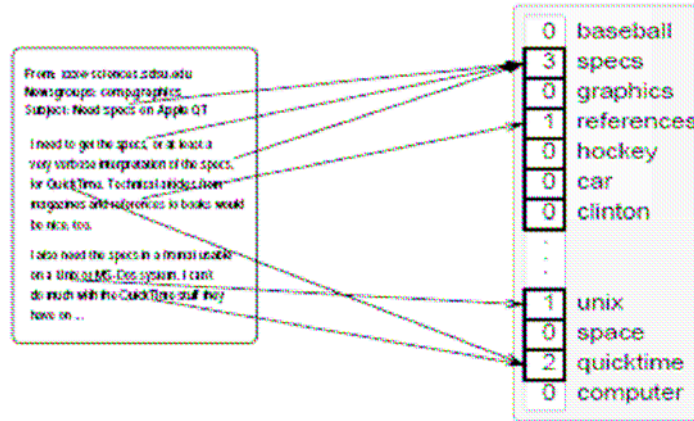 From: sciences.sdsu.edu
Newsgroups: comp.graphics
Subject: Need specs on Apple QT
I need to get the specs, or at least a
very verbose interpretation of the specs,
for QuickTime. Technical articles from
magazines and references to books would
be nice, too.
I also need the specs in a fromat usable
on a Unix or MS-Dos system. I can't
do much with the QuickTime stuff they
have on ...
0 baseball
3 specs
0 graphics
1 references
0 hockey
0 car
0 clinton
1 unix
0 space
2 quicktime
0 computer